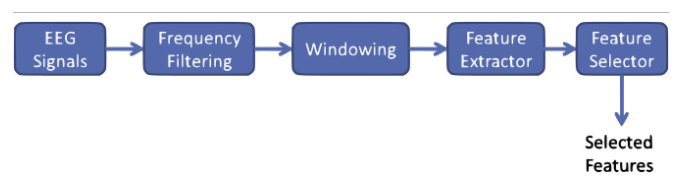 EEG
Signals
Frequency
Filtering
Windowing
Feature
Extractor
Feature
Selector
Selected
Features